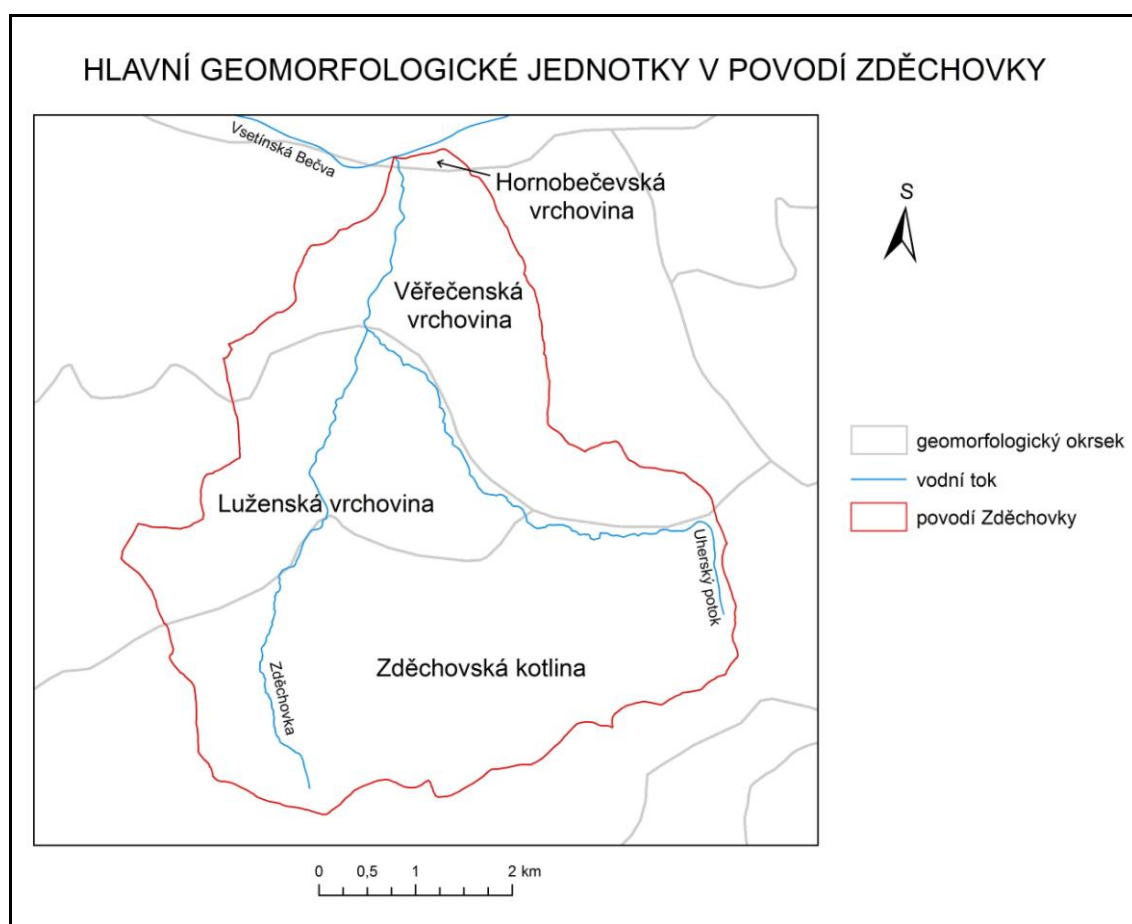 HLAVNÍ GEOMORFOLOGICKÉ JEDNOTKY V POVODÍ ZDĚCHOVKY
Vsetínská Bečva
Hornobečevská
vrchovina
S
Věřečenská
vrchovina
geomorfologický okrsek
vodní tok
povodí Zděchovky
Luženská vrchovina
Uherský potok
Zděchovská kotlina
Zděchovka
0 0,5 1 2 km